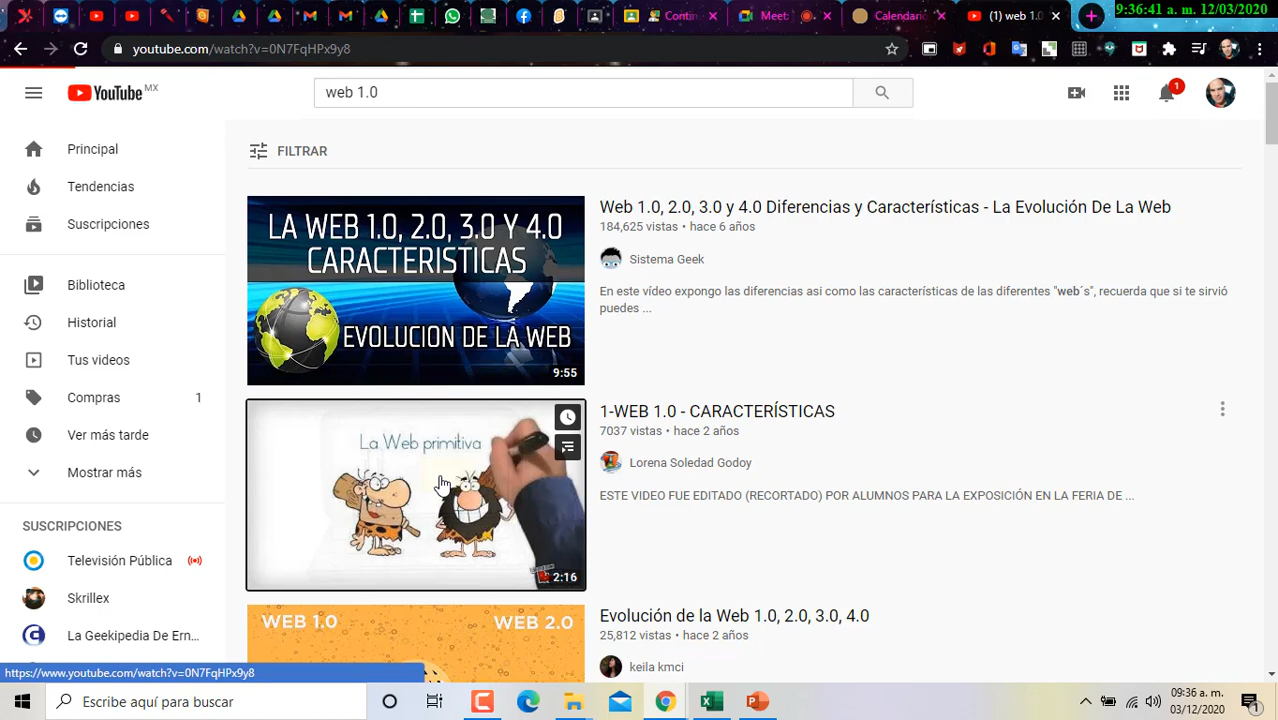 Contin
Meet:
Calendario
(1) web 1.0
9:36:41 a. m. 12/03/2020
youtube.com/watch?v=0N7FqHPx9y8
YouTube MX
web 1.0
1
Principal
Tendencias
Suscripciones
Biblioteca
Historial
Tus videos
Compras 1
Ver más tarde
Mostrar más
SUSCRIPCIONES
Televisión Pública
Skrillex
La Geekipedia De Ern...
FILTRAR
LA WEB 1.0, 2.0, 3.0 Y 4.0
CARACTERISTICAS
EVOLUCION DE LA WEB
9:55
Web 1.0, 2.0, 3.0 y 4.0 Diferencias y Características - La Evolución De La Web
184,625 vistas • hace 6 años
Sistema Geek
En este vídeo expongo las diferencias asi como las características de las diferentes "web´s", recuerda que si te sirvió
puedes ...
La Web primitiva
2:16
1-WEB 1.0 - CARACTERÍSTICAS
7037 vistas • hace 2 años
Lorena Soledad Godoy
ESTE VIDEO FUE EDITADO (RECORTADO) POR ALUMNOS PARA LA EXPOSICIÓN EN LA FERIA DE ...
WEB 1.0
WEB 2.0
Evolución de la Web 1.0, 2.0, 3.0, 4.0
25,812 vistas • hace 2 años
keila kmci
https://www.youtube.com/watch?v=0N7FqHPx9y8
Escribe aquí para buscar
09:36 a. m.
03/12/2020
1